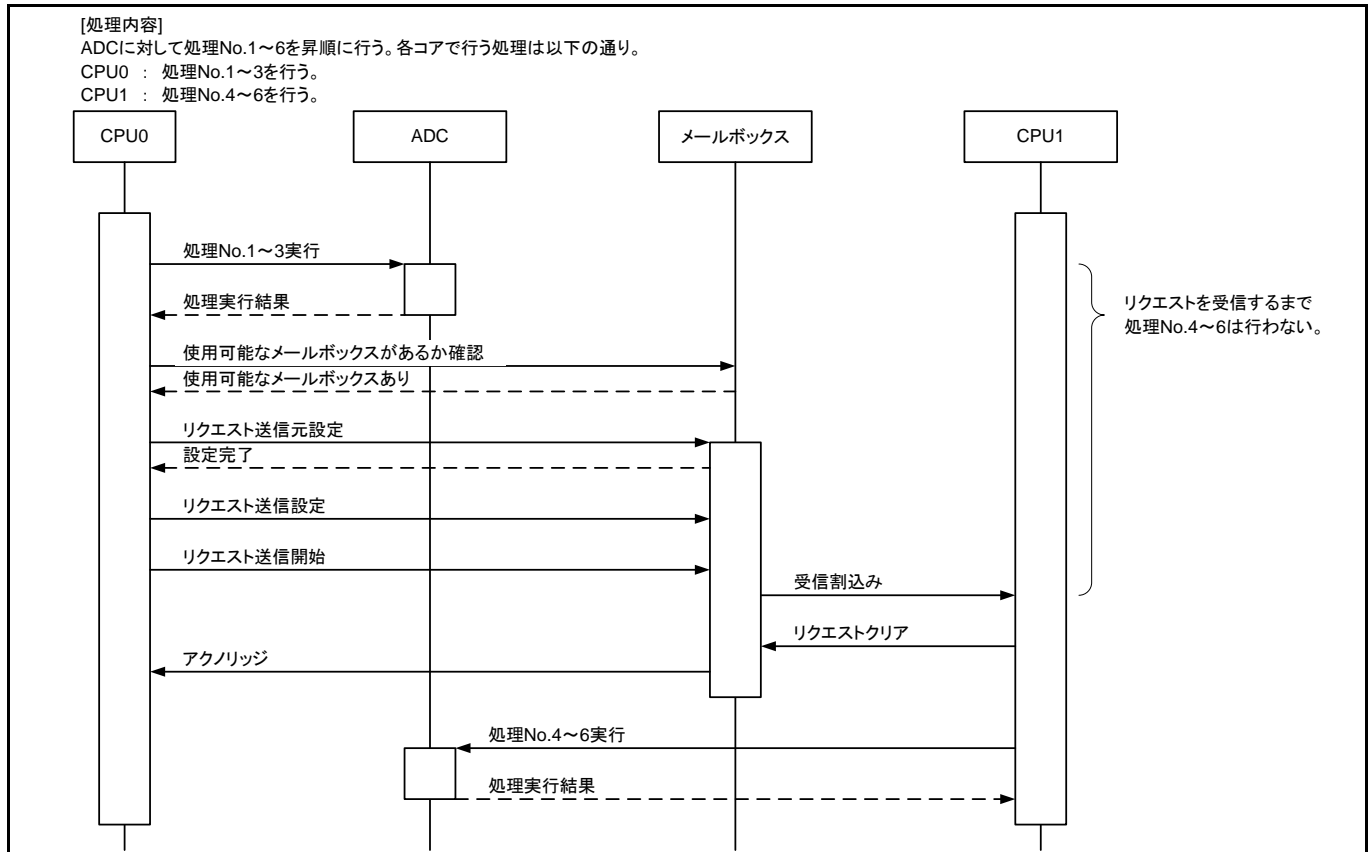 [処理内容]
ADCに対して処理No.1～6を昇順に行う。各コアで行う処理は以下の通り。
CPU0 : 処理No.1～3を行う。
CPU1 : 処理No.4～6を行う。
CPU0
ADC
メールボックス
CPU1
処理No.1～3実行
処理実行結果
リクエストを受信するまで
処理No.4～6は行わない。
使用可能なメールボックスがあるか確認
使用可能なメールボックスあり
リクエスト送信元設定
設定完了
リクエスト送信設定
リクエスト送信開始
受信割込み
リクエストクリア
アクノリッジ
処理No.4～6実行
処理実行結果